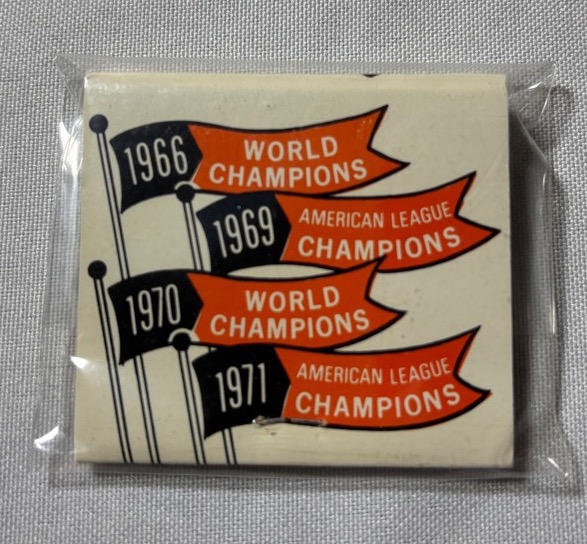 1966
WORLD
CHAMPIONS
1969
AMERICAN LEAGUE
CHAMPIONS
1970
WORLD
CHAMPIONS
1971
AMERICAN LEAGUE
CHAMPIONS